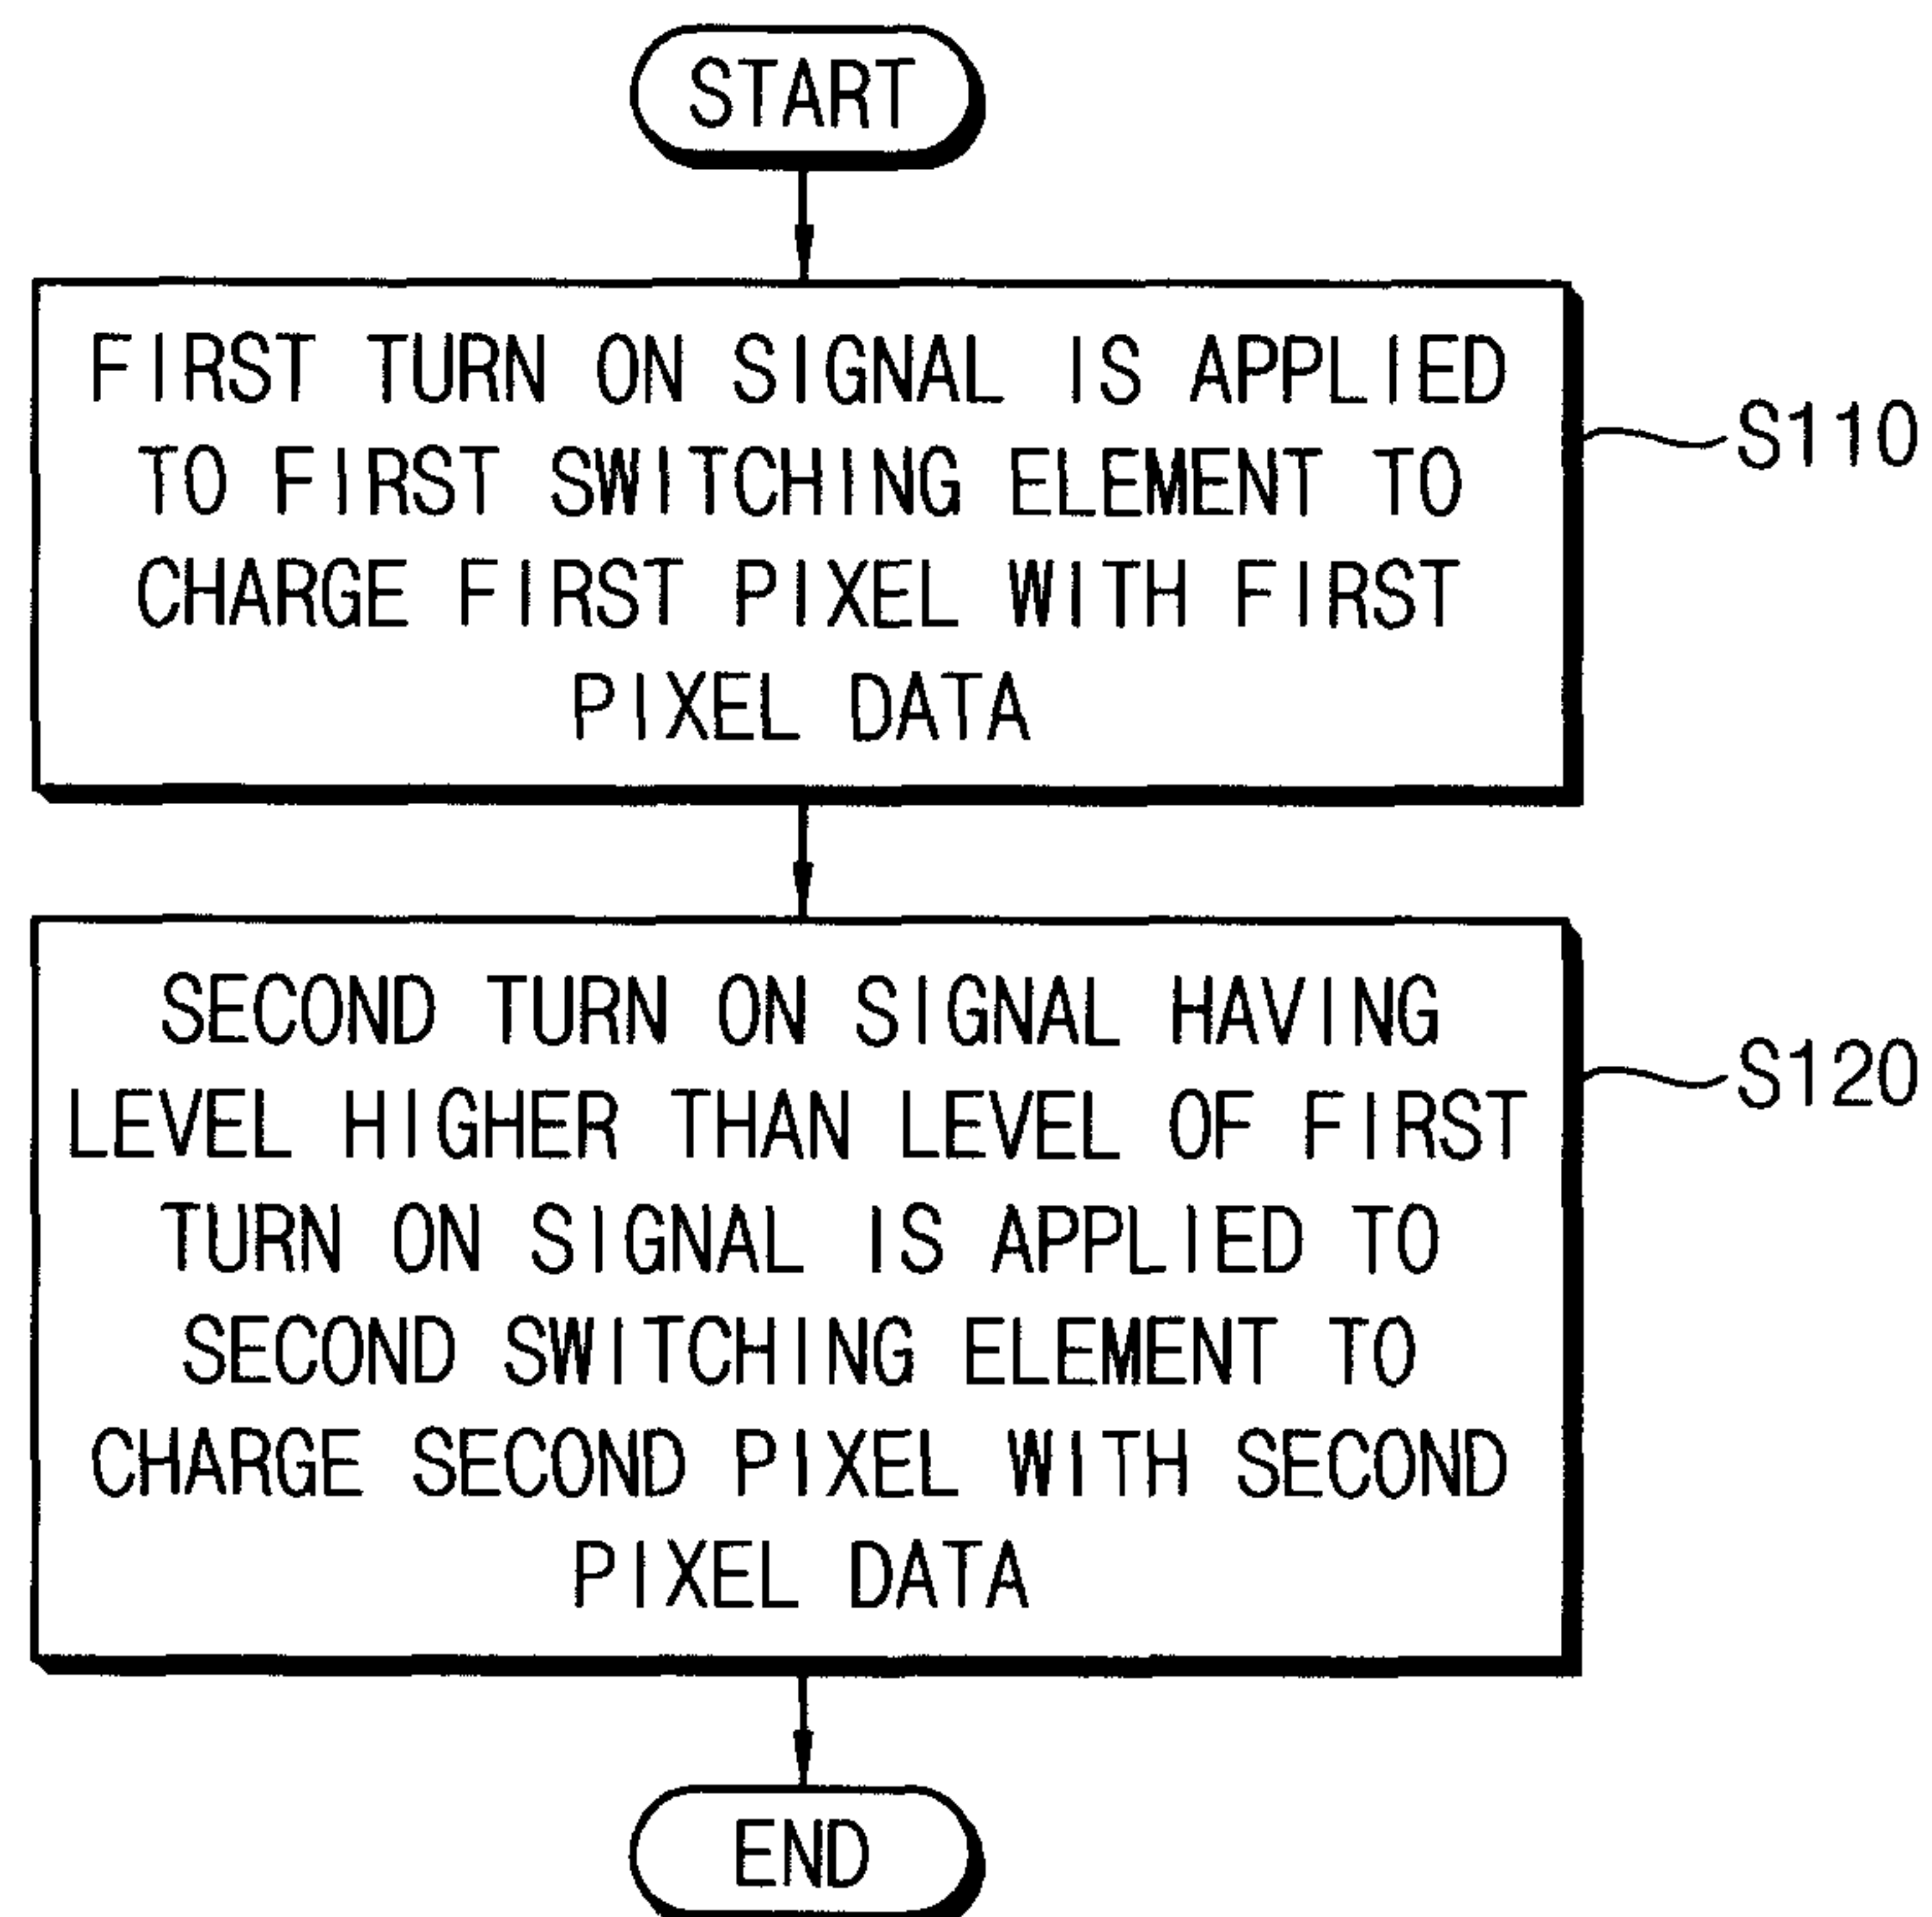 START
FIRST TURN ON SIGNAL IS APPLIED
TO FIRST SWITCHING ELEMENT TO
CHARGE FIRST PIXEL WITH FIRST
PIXEL DATA
S110
SECOND TURN ON SIGNAL HAVING
LEVEL HIGHER THAN LEVEL OF FIRST
TURN ON SIGNAL IS APPLIED TO
SECOND SWITCHING ELEMENT TO
CHARGE SECOND PIXEL WITH SECOND
PIXEL DATA
S120
END